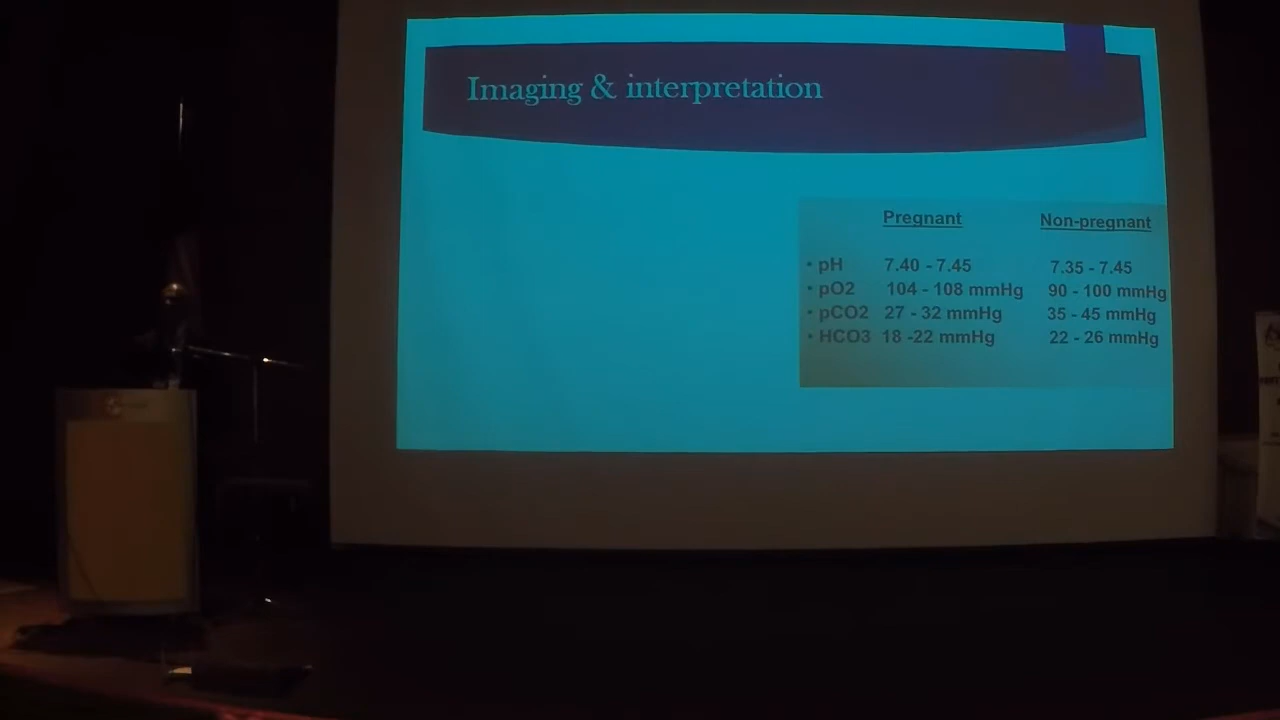 Imaging & interpretation
Pregnant Non-pregnant
• pH 7.40 - 7.45 7.35 - 7.45
• pO2 104 - 108 mmHg 90 - 100 mmHg
• pCO2 27 - 32 mmHg 35 - 45 mmHg
• HCO3 18 -22 mmHg 22 - 26 mmHg